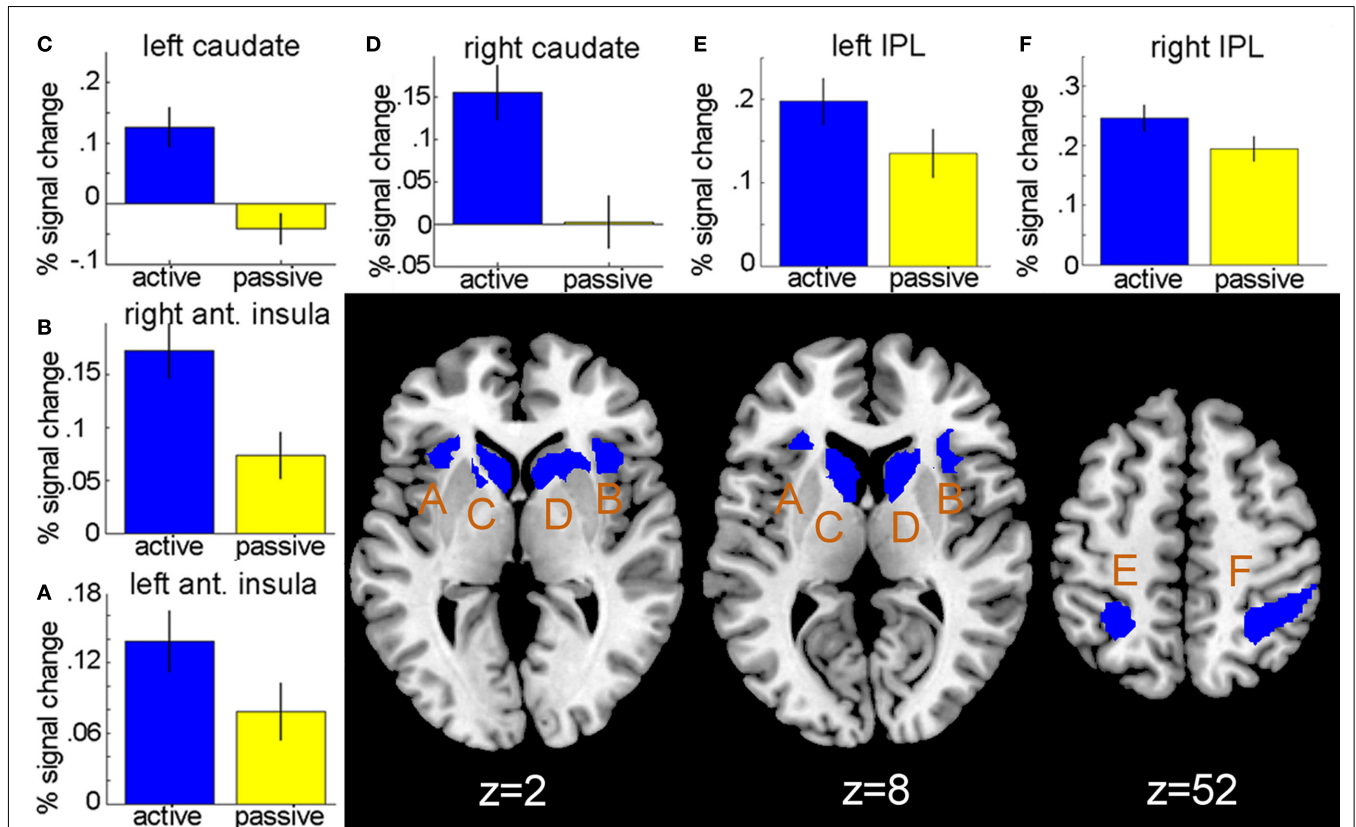 C
left caudate
% signal change
.2
.1
0
-.1
active passive
D
right caudate
% signal change
.15
.1
.05
0
.05
active passive
E
left IPL
% signal change
.2
.1
0
active passive
F
right IPL
% signal change
.3
.2
.1
0
active passive
B
right ant. insula
% signal change
.15
.1
.05
0
active passive
A
left ant. insula
% signal change
.18
.12
.06
0
active passive
A C D B
z=2
A C D B
z=8
E F
z=52